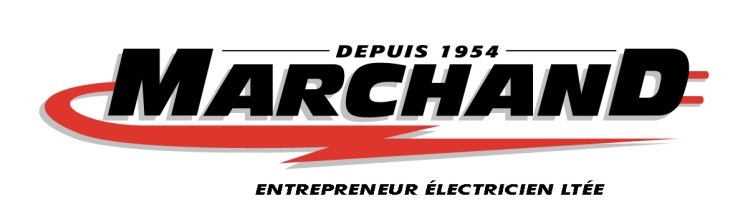 DEPUIS 1954
MARCHAND
ENTREPRENEUR ÉLECTRICIEN LTÉE